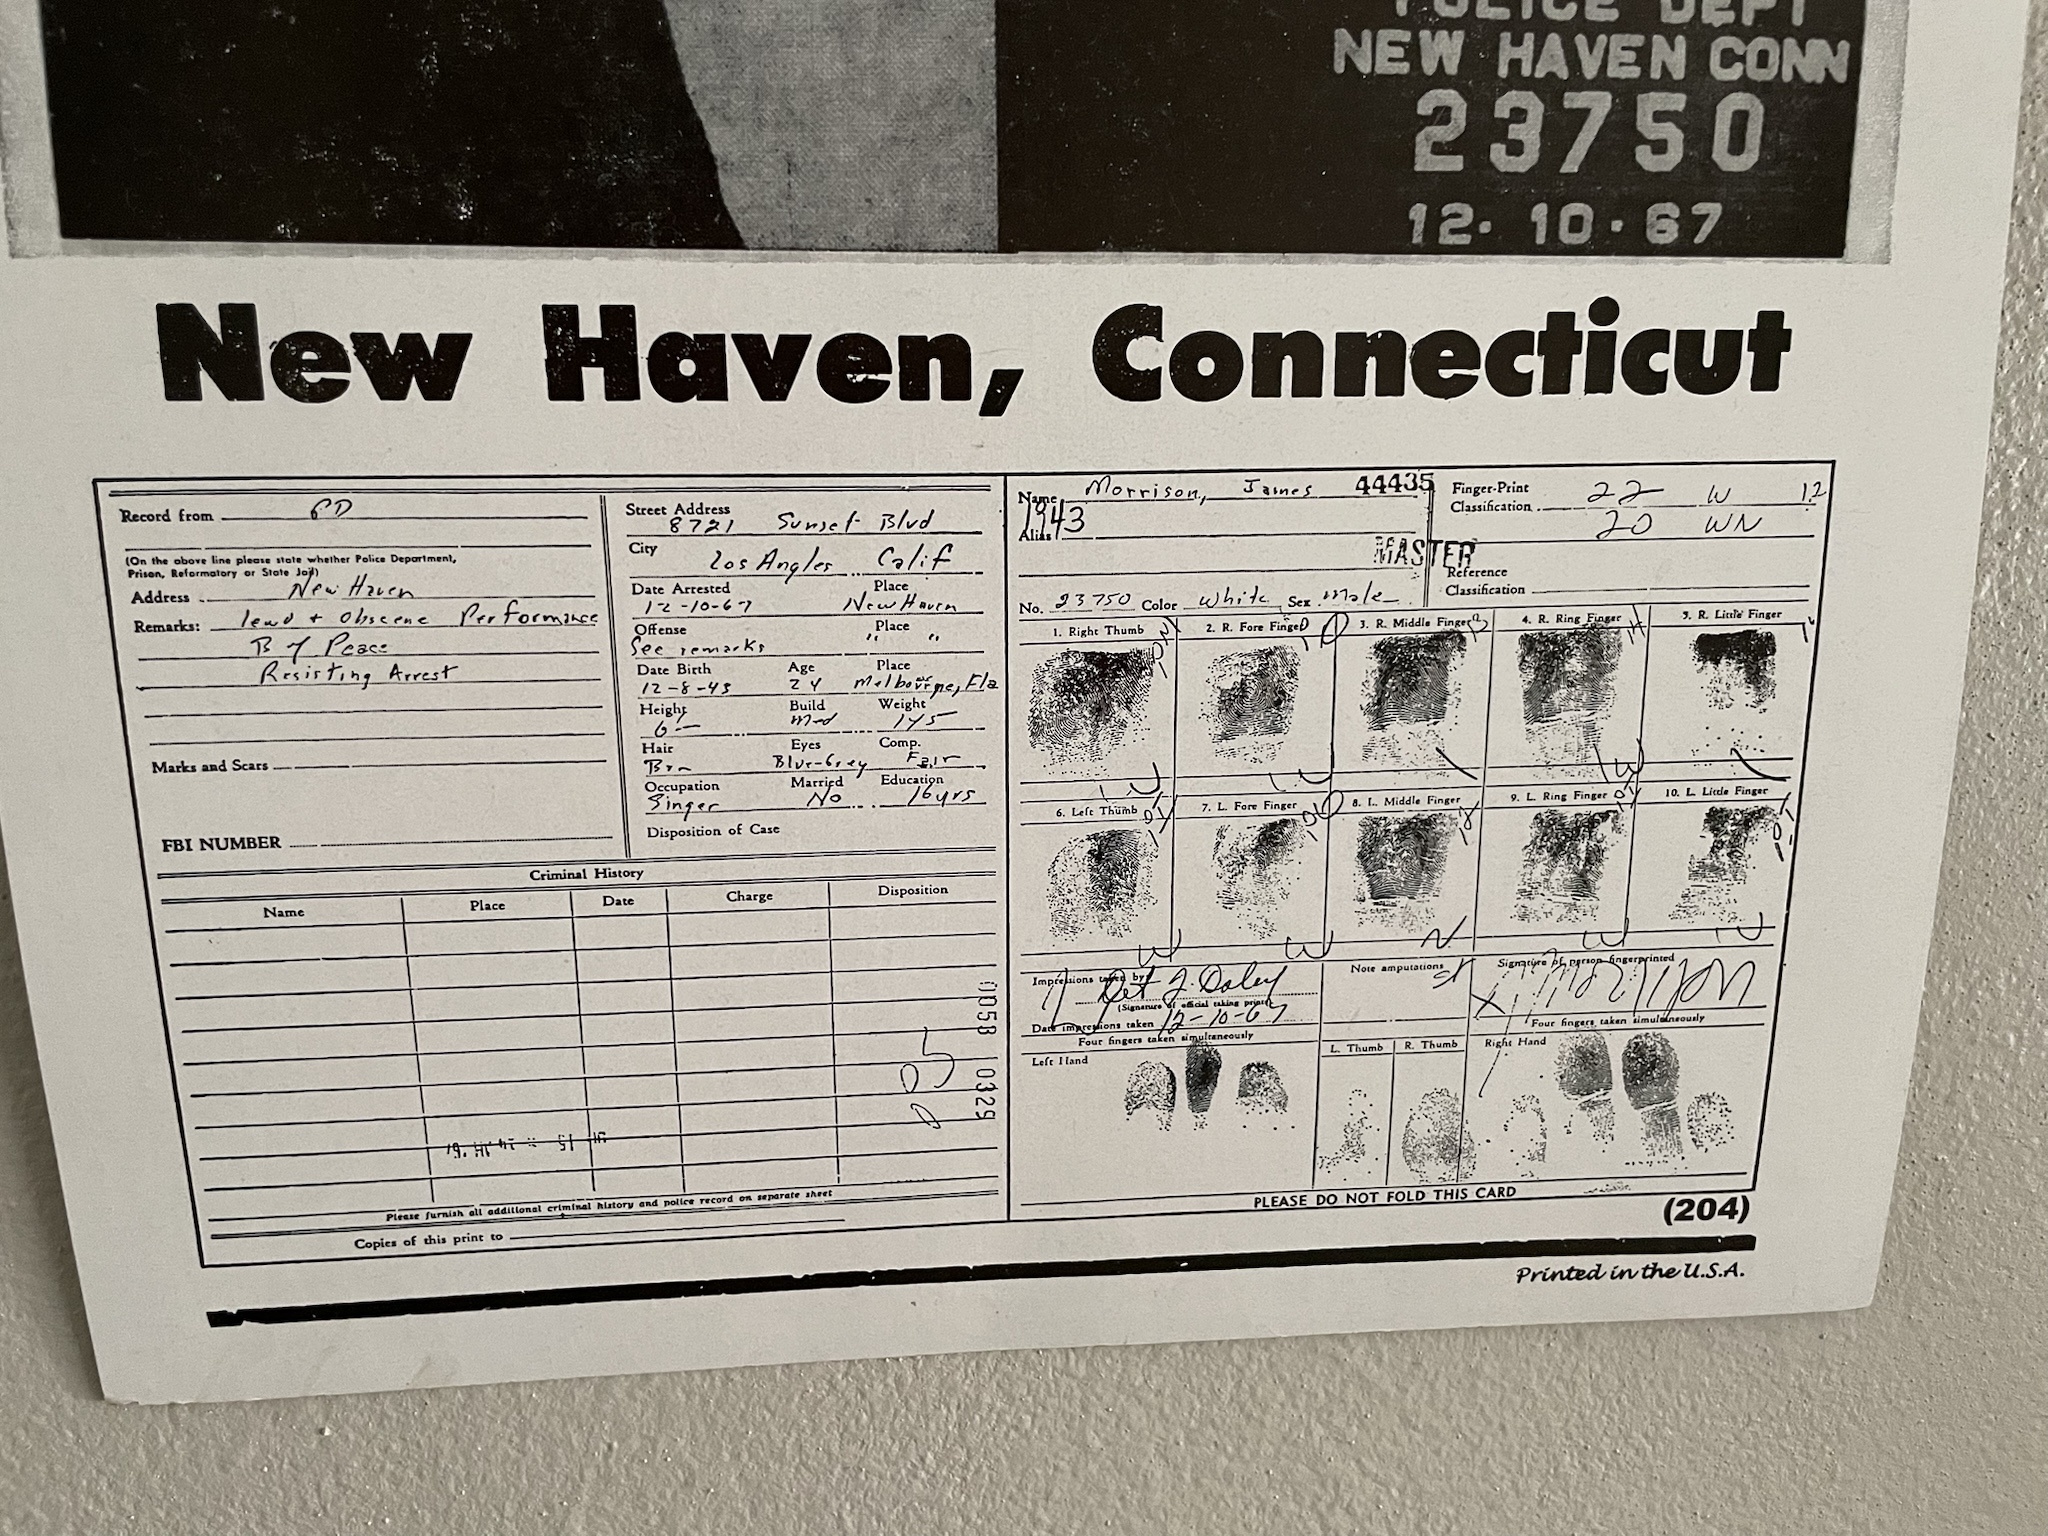 POLICE DEPT
NEW HAVEN CONN
23750
12·10·67
New Haven, Connecticut
Record from PD
(On the above line please state whether Police Department,
Prison, Reformatory or State Jail)
Address New Haven
Remarks: lewd + Obscene Performance
B of Peace
Resisting Arrest
Marks and Scars
FBI NUMBER
Street Address
8721 Sunset Blvd
City
Los Angles Calif
Date Arrested Place
12-10-67 New Haven
Offense Place
See remarks " "
Date Birth Age Place
12-8-43 24 Melbourne, Fla
Height Build Weight
6- Med 145
Hair Eyes Comp.
Brn Blue-Grey Fair
Occupation Married Education
Singer No 16yrs
Disposition of Case
Criminal History
Name Place Date Charge Disposition
0058 0329
Please furnish all additional criminal history and police record on separate sheet
Copies of this print to
Name Morrison, James 44435
1943
Alias
MASTER
Finger-Print
Classification 22 W 12
20 WN
Reference
Classification
No. 23750 Color White Sex Male
1. Right Thumb 2. R. Fore Finger 3. R. Middle Finger 4. R. Ring Finger 5. R. Little Finger
6. Left Thumb 7. L. Fore Finger 8. L. Middle Finger 9. L. Ring Finger 10. L. Little Finger
Impressions taken by:
(Signature of official taking prints)
Date impressions taken 12-10-67
Note amputations
Signature of person fingerprinted
X
Four fingers taken simultaneously
Left Hand
L. Thumb R. Thumb
Four fingers taken simultaneously
Right Hand
PLEASE DO NOT FOLD THIS CARD
(204)
Printed in the U.S.A.